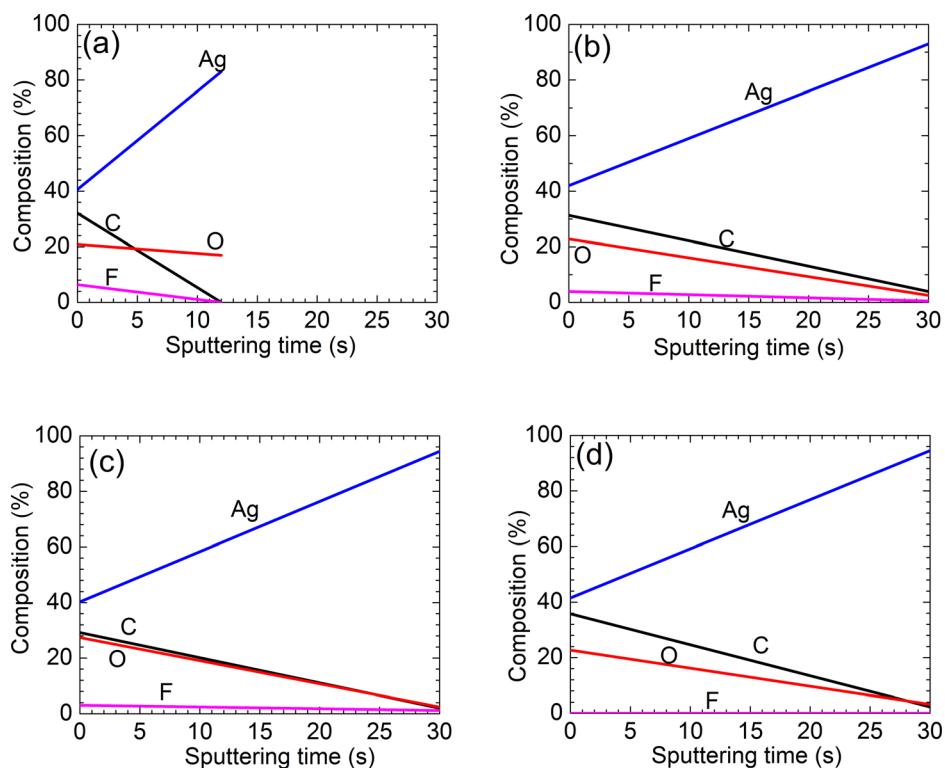 (a)
Ag
C
O
F
100
80
60
40
20
0
0 5 10 15 20 25 30
Composition (%)
Sputtering time (s)
(b)
Ag
C
O
F
100
80
60
40
20
0
0 5 10 15 20 25 30
Composition (%)
Sputtering time (s)
(c)
Ag
C
O
F
100
80
60
40
20
0
0 5 10 15 20 25 30
Composition (%)
Sputtering time (s)
(d)
Ag
C
O
F
100
80
60
40
20
0
0 5 10 15 20 25 30
Composition (%)
Sputtering time (s)